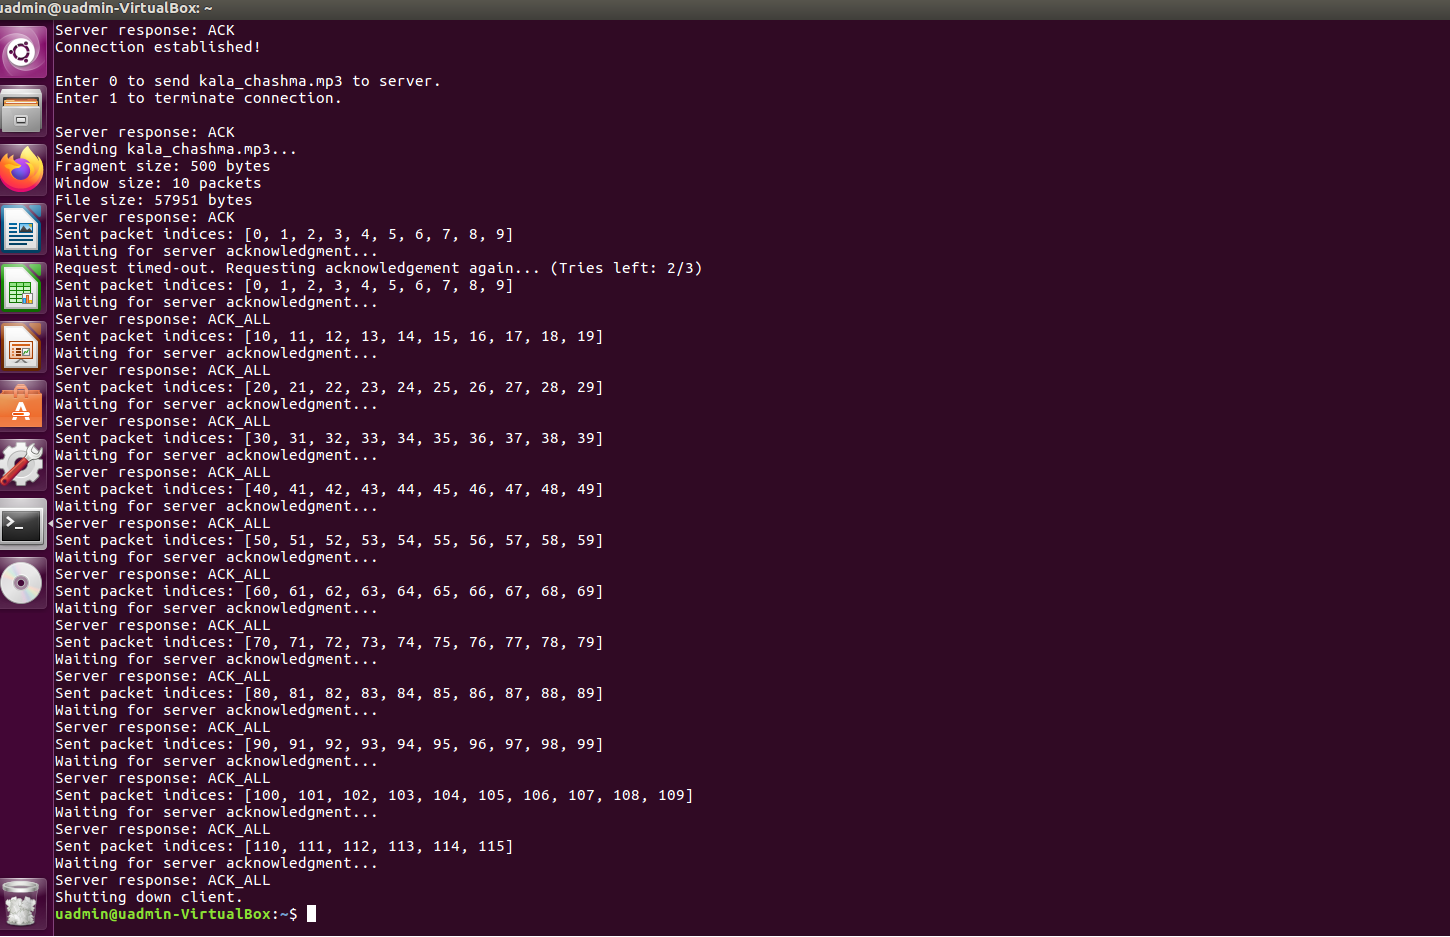 uadmin@uadmin-VirtualBox: ~
Server response: ACK
Connection established!
Enter 0 to send kala_chashma.mp3 to server.
Enter 1 to terminate connection.
Server response: ACK
Sending kala_chashma.mp3...
Fragment size: 500 bytes
Window size: 10 packets
File size: 57951 bytes
Server response: ACK
Sent packet indices: [0, 1, 2, 3, 4, 5, 6, 7, 8, 9]
Waiting for server acknowledgment...
Request timed-out. Requesting acknowledgement again... (Tries left: 2/3)
Sent packet indices: [0, 1, 2, 3, 4, 5, 6, 7, 8, 9]
Waiting for server acknowledgment...
Server response: ACK_ALL
Sent packet indices: [10, 11, 12, 13, 14, 15, 16, 17, 18, 19]
Waiting for server acknowledgment...
Server response: ACK_ALL
Sent packet indices: [20, 21, 22, 23, 24, 25, 26, 27, 28, 29]
Waiting for server acknowledgment...
Server response: ACK_ALL
Sent packet indices: [30, 31, 32, 33, 34, 35, 36, 37, 38, 39]
Waiting for server acknowledgment...
Server response: ACK_ALL
Sent packet indices: [40, 41, 42, 43, 44, 45, 46, 47, 48, 49]
Waiting for server acknowledgment...
Server response: ACK_ALL
Sent packet indices: [50, 51, 52, 53, 54, 55, 56, 57, 58, 59]
Waiting for server acknowledgment...
Server response: ACK_ALL
Sent packet indices: [60, 61, 62, 63, 64, 65, 66, 67, 68, 69]
Waiting for server acknowledgment...
Server response: ACK_ALL
Sent packet indices: [70, 71, 72, 73, 74, 75, 76, 77, 78, 79]
Waiting for server acknowledgment...
Server response: ACK_ALL
Sent packet indices: [80, 81, 82, 83, 84, 85, 86, 87, 88, 89]
Waiting for server acknowledgment...
Server response: ACK_ALL
Sent packet indices: [90, 91, 92, 93, 94, 95, 96, 97, 98, 99]
Waiting for server acknowledgment...
Server response: ACK_ALL
Sent packet indices: [100, 101, 102, 103, 104, 105, 106, 107, 108, 109]
Waiting for server acknowledgment...
Server response: ACK_ALL
Sent packet indices: [110, 111, 112, 113, 114, 115]
Waiting for server acknowledgment...
Server response: ACK_ALL
Shutting down client.
uadmin@uadmin-VirtualBox:~$